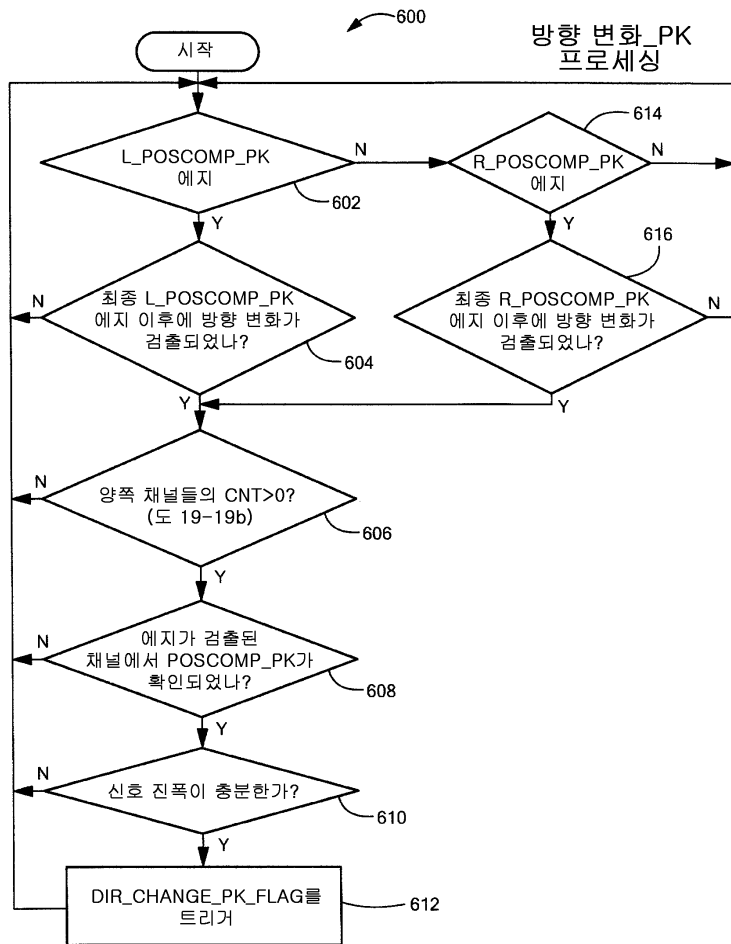 600
방향 변화_PK
프로세싱
시작
614
L_POSCOMP_PK
에지
N
602
R_POSCOMP_PK
에지
N
Y
Y
616
최종 L_POSCOMP_PK
에지 이후에 방향 변화가
검출되었나?
N
604
최종 R_POSCOMP_PK
에지 이후에 방향 변화가
검출되었나?
N
Y
Y
양쪽 채널들의 CNT>0?
(도 19-19b)
N
606
Y
에지가 검출된
채널에서 POSCOMP_PK가
확인되었나?
N
608
Y
신호 진폭이 충분한가?
N
610
Y
DIR_CHANGE_PK_FLAG를
트리거
612